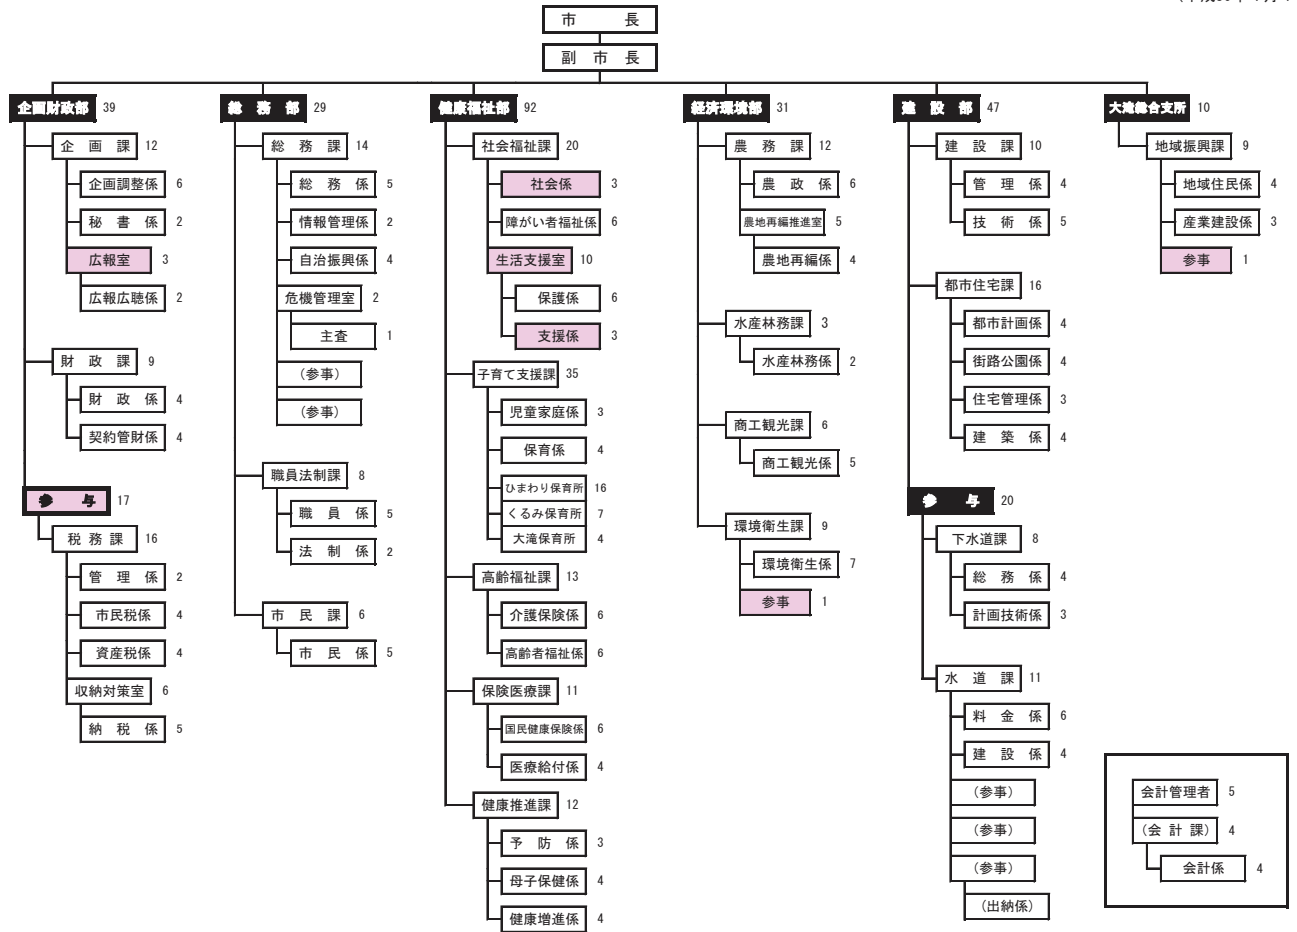 市 長
副 市 長
企画財政部 39
企 画 課 12
企画調整係 6
秘 書 係 2
広報室 3
広報広聴係 2
財 政 課 9
財 政 係 4
契約管財係 4
参 与 17
税 務 課 16
管 理 係 2
市民税係 4
資産税係 4
収納対策室 6
納 税 係 5
総 務 部 29
総 務 課 14
総 務 係 5
情報管理係 2
自治振興係 4
危機管理室 2
主査 1
(参事)
(参事)
職員法制課 8
職 員 係 5
法 制 係 2
市 民 課 6
市 民 係 5
健康福祉部 92
社会福祉課 20
社会係 3
障がい者福祉係 6
生活支援室 10
保護係 6
支援係 3
子育て支援課 35
児童家庭係 3
保育係 4
ひまわり保育所 16
くるみ保育所 7
大滝保育所 4
高齢福祉課 13
介護保険係 6
高齢者福祉係 6
保険医療課 11
国民健康保険係 6
医療給付係 4
健康推進課 12
予 防 係 3
母子保健係 4
健康増進係 4
経済環境部 31
農 務 課 12
農 政 係 6
農地再編推進室 5
農地再編係 4
水産林務課 3
水産林務係 2
商工観光課 6
商工観光係 5
環境衛生課 9
環境衛生係 7
参事 1
建 設 部 47
建 設 課 10
管 理 係 4
技 術 係 5
都市住宅課 16
都市計画係 4
街路公園係 4
住宅管理係 3
建 築 係 4
参 与 20
下水道課 8
総 務 係 4
計画技術係 3
水 道 課 11
料 金 係 6
建 設 係 4
(参事)
(参事)
(参事)
(出納係)
大滝総合支所 10
地域振興課 9
地域住民係 4
産業建設係 3
参事 1
会計管理者 5
(会 計 課) 4
会計係 4